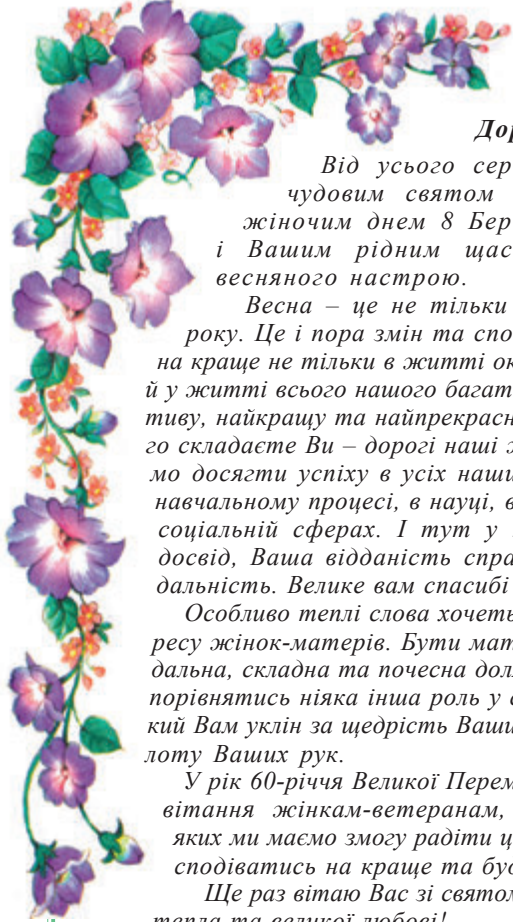 Дор
Від усього сер
чудовим святом
жіночим днем 8 Бер
і Вашим рідним щас
весняного настрою.
Весна – це не тільки
року. Це і пора змін та спо
на краще не тільки в житті ок
й у житті всього нашого багат
тиву, найкращу та найпрекрасн
го складаєте Ви – дорогі наші ж
мо досягти успіху в усіх наши
навчальному процесі, в науці, в
соціальній сферах. І тут у
досвід, Ваша відданість спра
дальність. Велике вам спасибі
Особливо теплі слова хочеть
ресу жінок-матерів. Бути мат
дальна, складна та почесна дол
порівнятись ніяка інша роль у с
кий Вам уклін за щедрість Ваши
лоту Ваших рук.
У рік 60-річчя Великої Перем
вітання жінкам-ветеранам,
яких ми маємо змогу радіти ц
сподіватись на краще та буд
Ще раз вітаю Вас зі святом
тепла та великої любові!